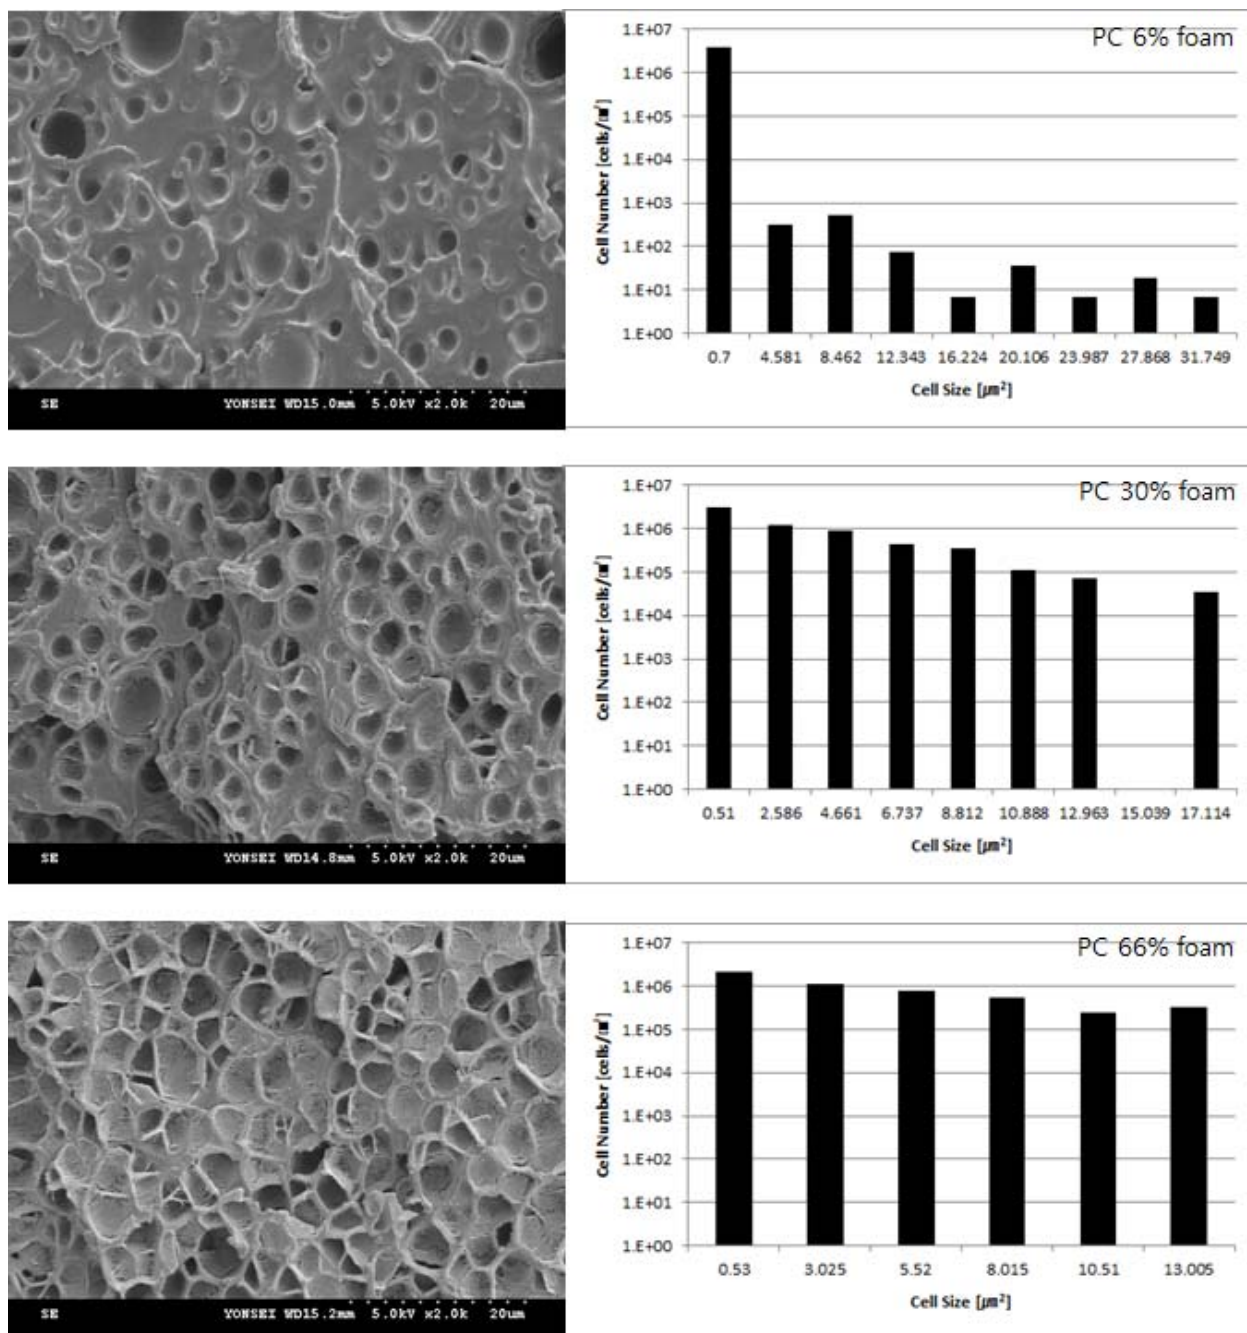 PC 6% foam
1.E+07
1.E+06
1.E+05
1.E+04
1.E+03
1.E+02
1.E+01
1.E+00
Cell Number [cells/㎠]
0.7 4.581 8.462 12.343 16.224 20.106 23.987 27.868 31.749
Cell Size [㎛²]
SE YONSEI WD15.0mm 5.0kV x2.0k 20um
PC 30% foam
1.E+07
1.E+06
1.E+05
1.E+04
1.E+03
1.E+02
1.E+01
1.E+00
Cell Number [cells/㎠]
0.51 2.586 4.661 6.737 8.812 10.888 12.963 15.039 17.114
Cell Size [㎛²]
SE YONSEI WD14.8mm 5.0kV x2.0k 20um
PC 66% foam
1.E+07
1.E+06
1.E+05
1.E+04
1.E+03
1.E+02
1.E+01
1.E+00
Cell Number [cells/㎠]
0.53 3.025 5.52 8.015 10.51 13.005
Cell Size [㎛²]
SE YONSEI WD15.2mm 5.0kV x2.0k 20um